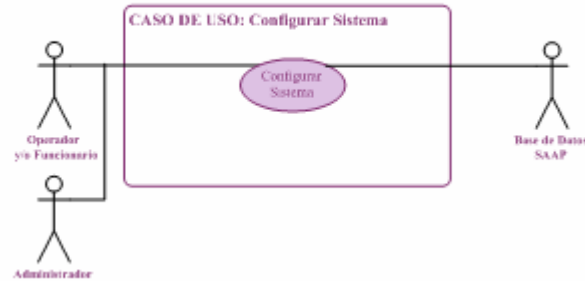 CASO DE USO: Configurar Sistema
Configurar
Sistema
Operador
y/o Funcionario
Base de Datos
SAAP
Administrador